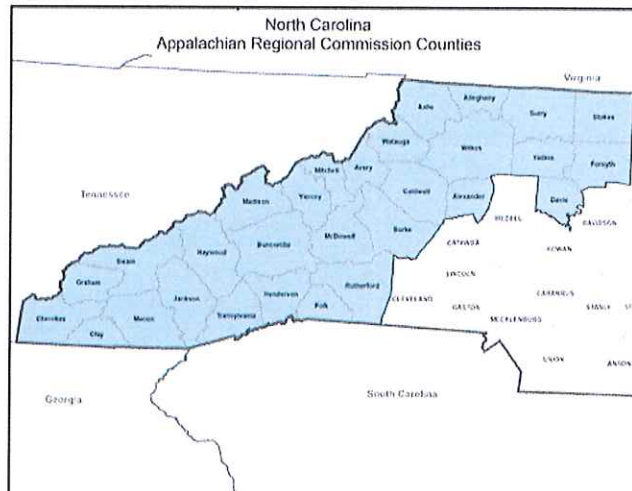 North Carolina
Appalachian Regional Commission Counties
Virginia
Ashe
Alleghany
Surry
Stokes
Watauga
Wilkes
Yadkin
Forsyth
Mitchell
Avery
Tennessee
Madison
Yancey
Caldwell
Alexander
Davie
IREDELL
DAVIDSON
Burke
Buncombe
McDowell
Haywood
CATAWBA
ROWAN
Swain
LINCOLN
Graham
Rutherford
Jackson
Henderson
CLEVELAND
CABARRUS
Cherokee
Macon
Transylvania
Polk
GASTON
STANLY
Clay
MECKLENBURG
UNION
ANSON
Georgia
South Carolina